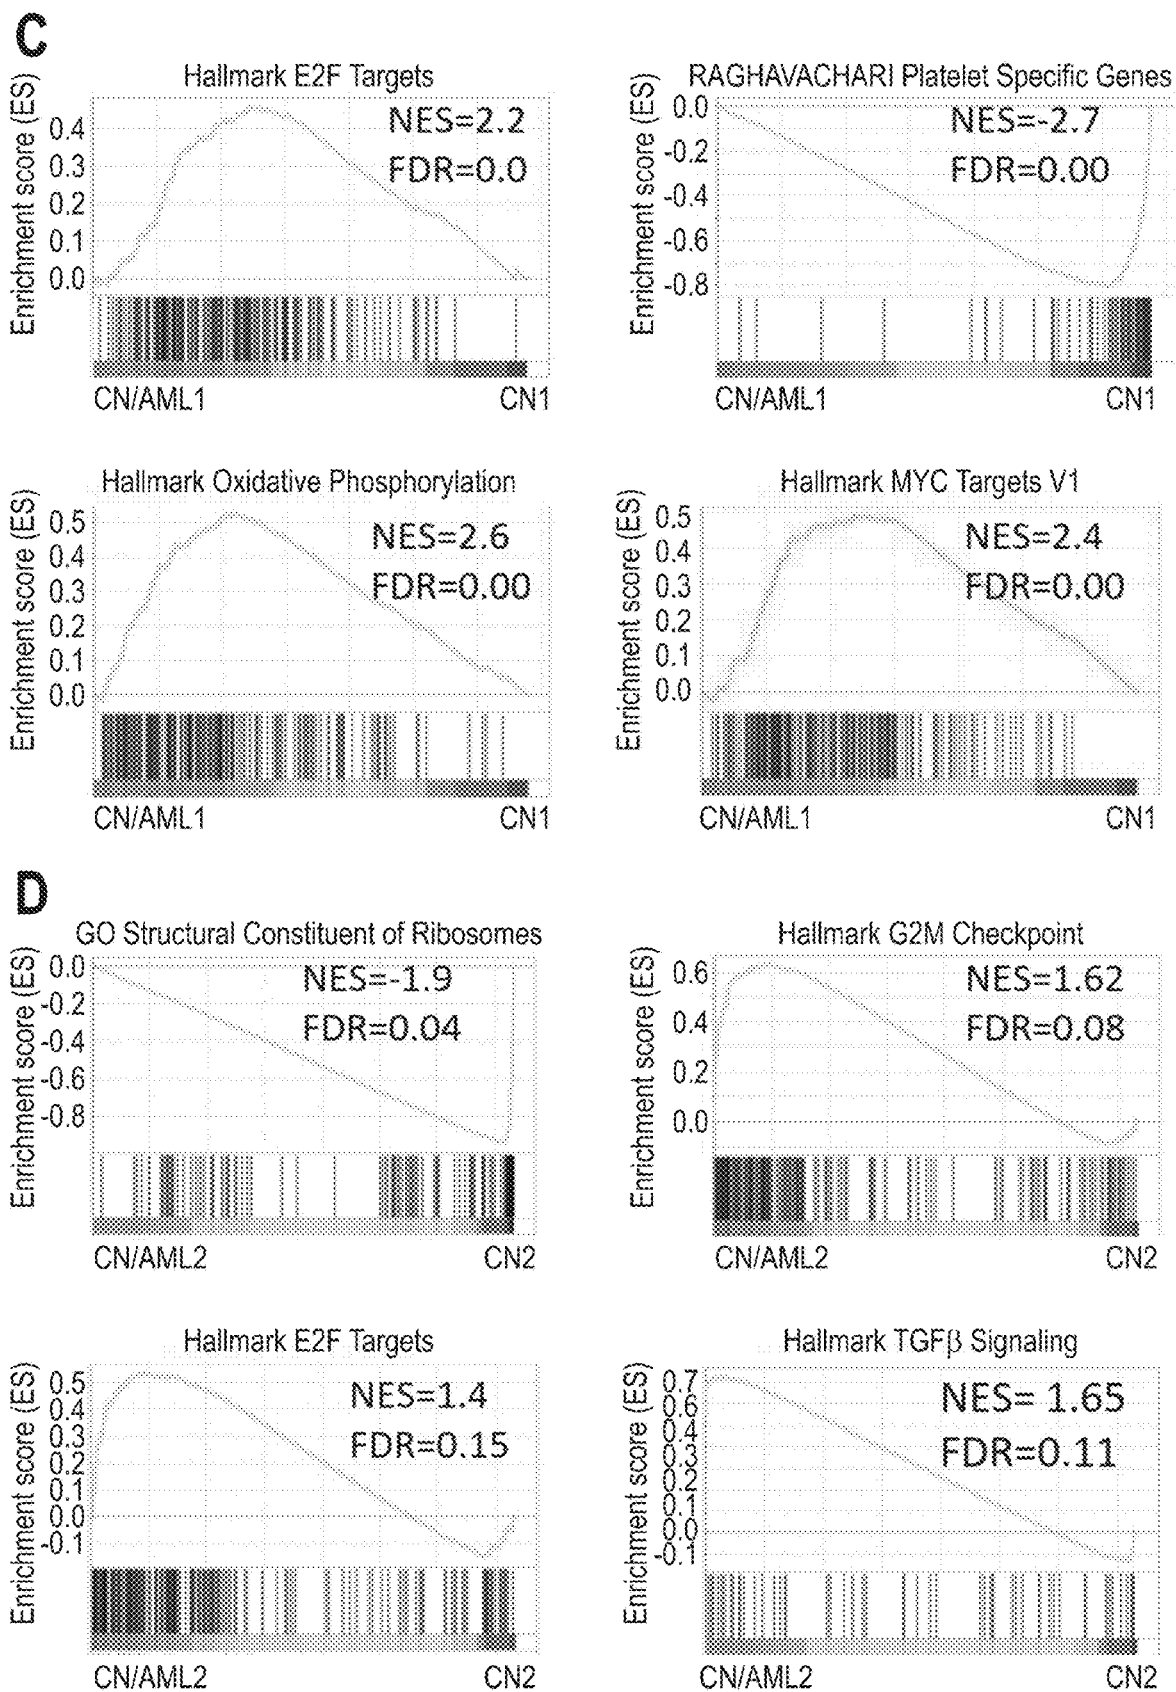 C
Hallmark E2F Targets
Enrichment score (ES)
0.4
0.3
0.2
0.1
0.0
NES=2.2
FDR=0.0
CN/AML1 CN1
RAGHAVACHARI Platelet Specific Genes
Enrichment score (ES)
0.0
-0.2
-0.4
-0.6
-0.8
NES=-2.7
FDR=0.00
CN/AML1 CN1
Hallmark Oxidative Phosphorylation
Enrichment score (ES)
0.5
0.4
0.3
0.2
0.1
0.0
NES=2.6
FDR=0.00
CN/AML1 CN1
Hallmark MYC Targets V1
Enrichment score (ES)
0.5
0.4
0.3
0.2
0.1
0.0
NES=2.4
FDR=0.00
CN/AML1 CN1
D
GO Structural Constituent of Ribosomes
Enrichment score (ES)
0.0
-0.2
-0.4
-0.6
-0.8
NES=-1.9
FDR=0.04
CN/AML2 CN2
Hallmark G2M Checkpoint
Enrichment score (ES)
0.6
0.4
0.2
0.0
NES=1.62
FDR=0.08
CN/AML2 CN2
Hallmark E2F Targets
Enrichment score (ES)
0.5
0.4
0.3
0.2
0.1
0.0
-0.1
NES=1.4
FDR=0.15
CN/AML2 CN2
Hallmark TGFβ Signaling
Enrichment score (ES)
0.7
0.6
0.4
0.3
0.2
0.1
0.0
-0.1
NES= 1.65
FDR=0.11
CN/AML2 CN2